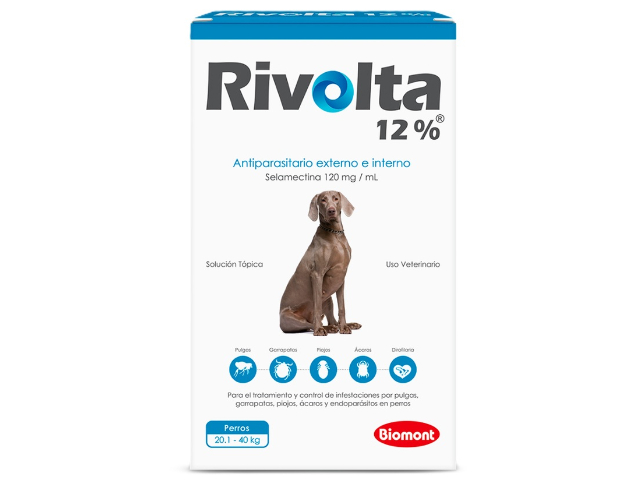 Rivolta
12%®
Antiparasitario externo e interno
Selamectina 120 mg / mL
Solución Tópica
Uso Veterinario
Pulgas Garrapatas Piojos Ácaros Dirofilaria
Para el tratamiento y control de infestaciones por pulgas,
garrapatas, piojos, ácaros y endoparásitos en perros
Perros
20.1 - 40 kg
Biomont